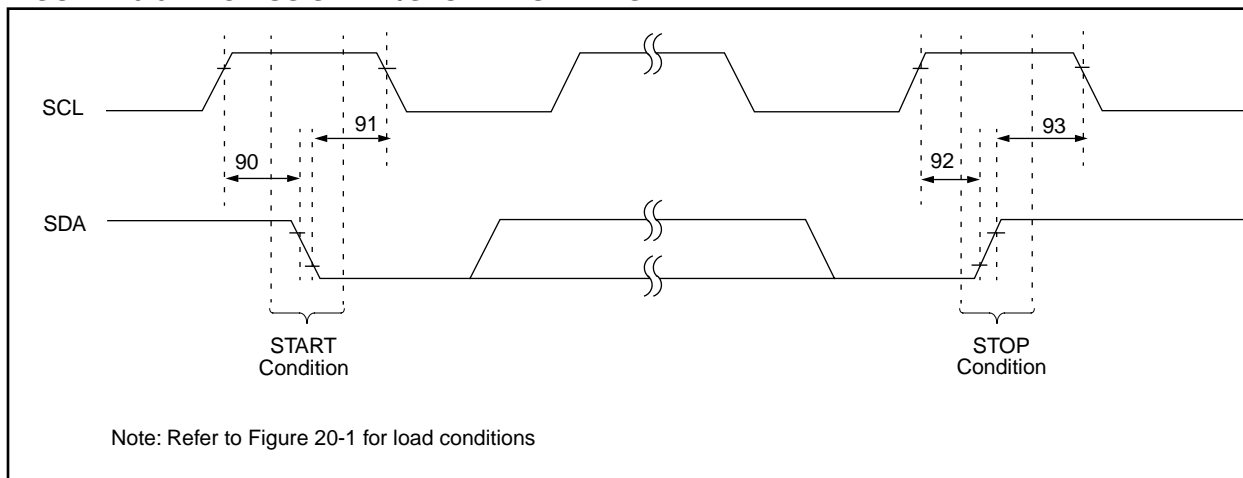 SCL
91
93
90
92
SDA
START
Condition
STOP
Condition
Note: Refer to Figure 20-1 for load conditions